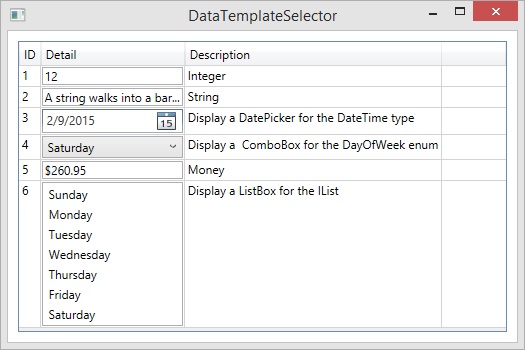 DataTemplateSelector
ID Detail Description
1 12 Integer
2 A string walks into a bar... String
3 2/9/2015 15 Display a DatePicker for the DateTime type
4 Saturday Display a  ComboBox for the DayOfWeek enum
5 $260.95 Money
6 Sunday Display a ListBox for the IList
Monday
Tuesday
Wednesday
Thursday
Friday
Saturday